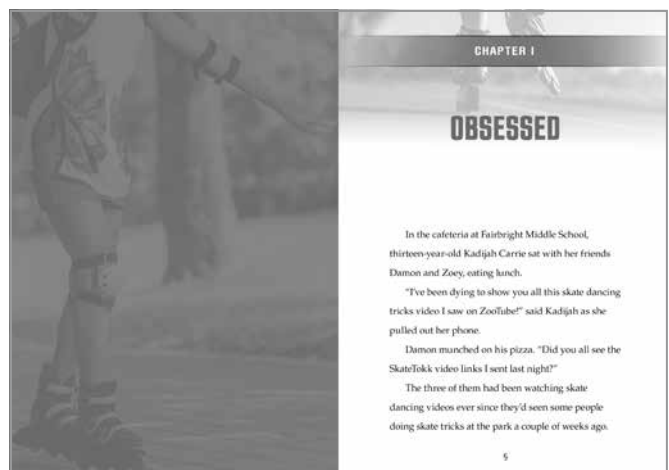 CHAPTER 1
OBSESSED
In the cafeteria at Fairbright Middle School,
thirteen-year-old Kadijah Carrie sat with her friends
Damon and Zoey, eating lunch.
"I've been dying to show you all this skate dancing
tricks video I saw on ZooTube!" said Kadijah as she
pulled out her phone.
Damon munched on his pizza. "Did you all see the
SkateTokk video links I sent last night?"
The three of them had been watching skate
dancing videos ever since they'd seen some people
doing skate tricks at the park a couple of weeks ago.
5